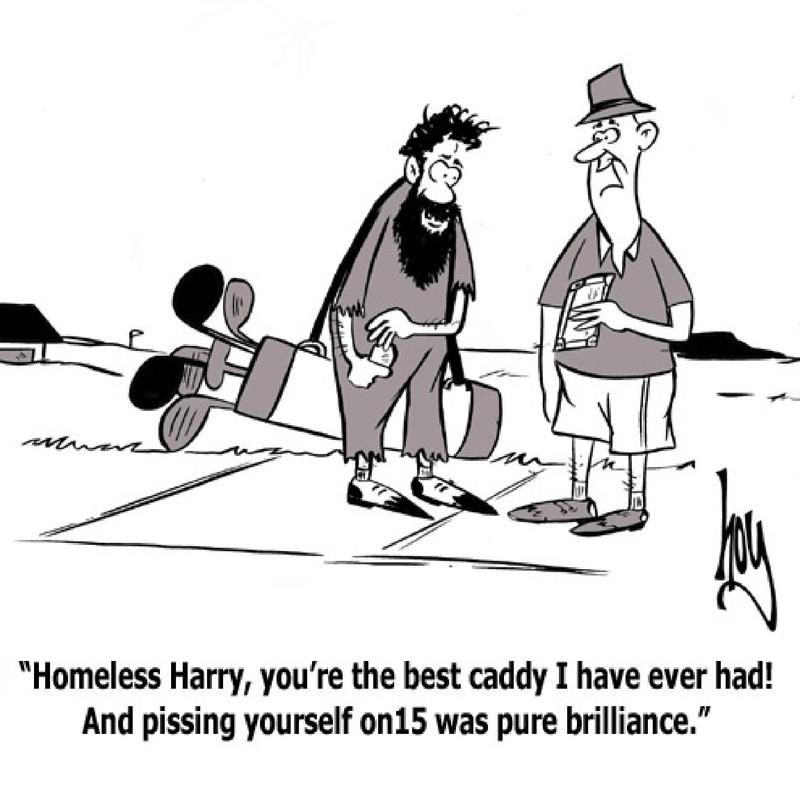 hoy
“Homeless Harry, you’re the best caddy I have ever had!
And pissing yourself on15 was pure brilliance.”